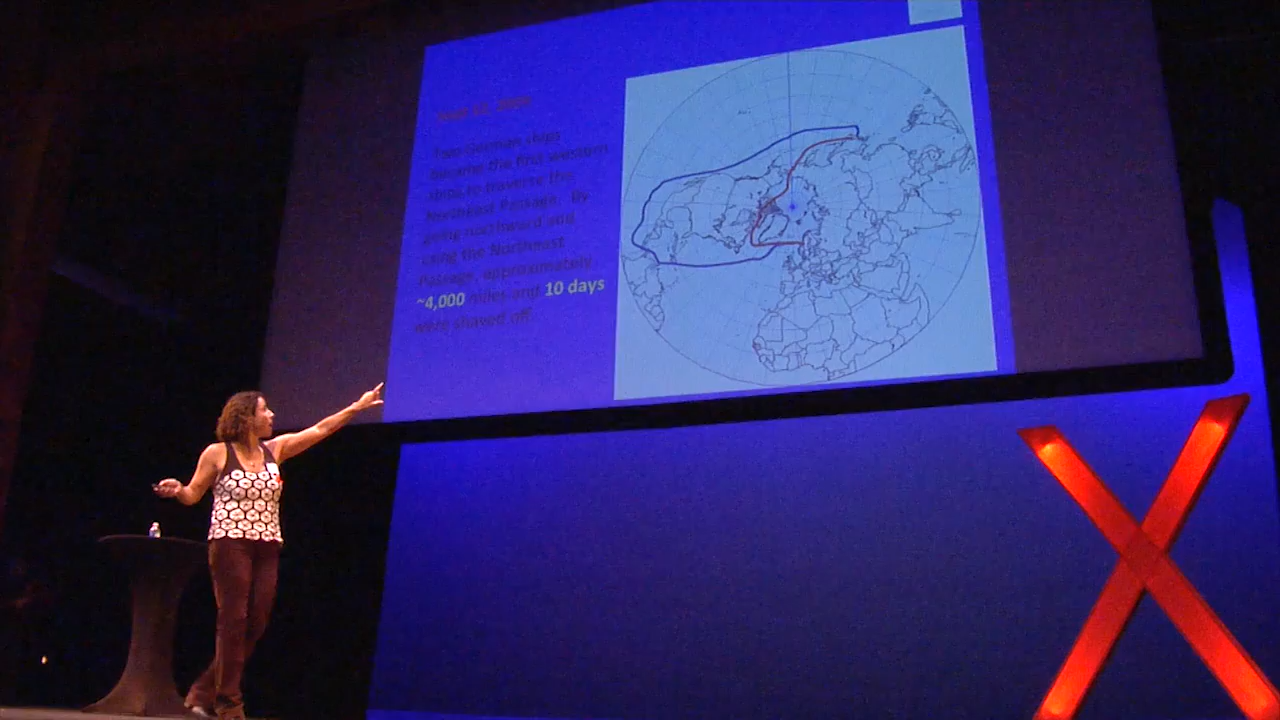 Two German ships
become the first western
ships to traverse the
Northeast Passage. By
going northward and
using the Northeast
Passage, approximately
~4,000 miles and 10 days
were shaved off.
X